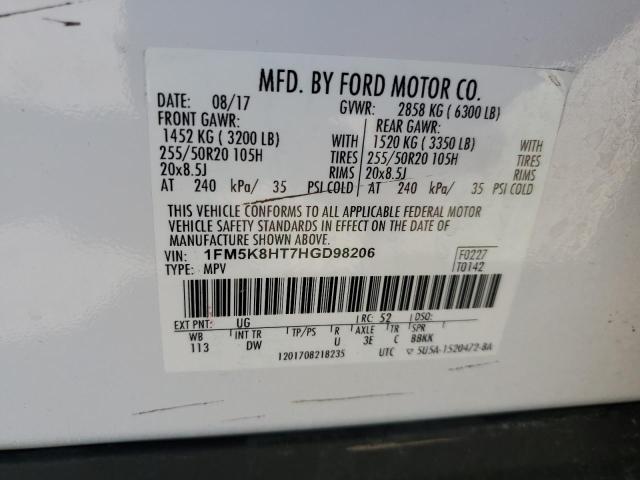 MFD. BY FORD MOTOR CO.
DATE: 08/17 GVWR: 2858 KG ( 6300 LB)
FRONT GAWR: REAR GAWR:
1452 KG ( 3200 LB) WITH 1520 KG ( 3350 LB)
255/50R20 105H TIRES 255/50R20 105H
20x8.5J RIMS 20x8.5J
AT 240 kPa/ 35 PSI COLD AT 240 kPa/ 35 PSI COLD
THIS VEHICLE CONFORMS TO ALL APPLICABLE FEDERAL MOTOR
VEHICLE SAFETY STANDARDS IN EFFECT ON THE DATE OF
MANUFACTURE SHOWN ABOVE.
VIN: 1FM5K8HT7HGD98206 F0227
TYPE: MPV T0142
EXT PNT: UG RC: 52 DSO:
WB INT TR TP/PS R AXLE TR SPR
113 DW U 3E C BBKK
1201708218235 UTC ▽ 5U5A-1520472-BA